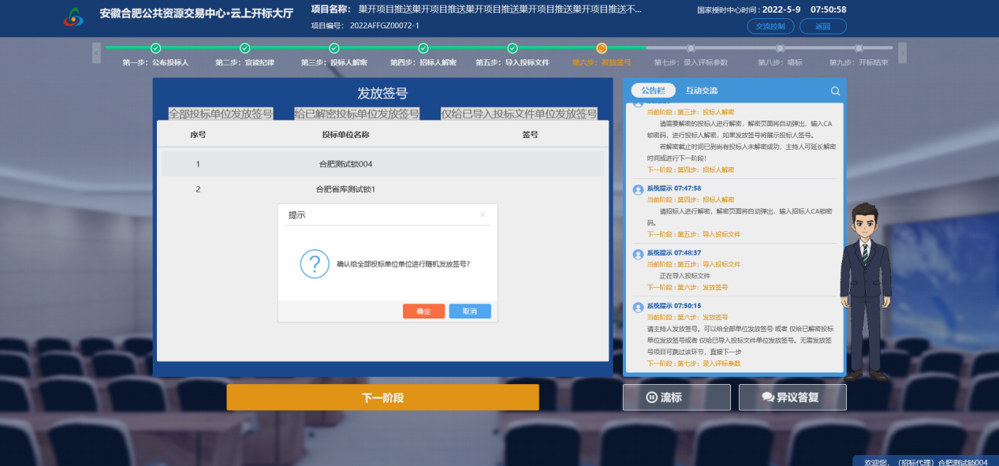 安徽合肥公共资源交易中心·云上开标大厅
项目名称： 巢开项目推送巢开项目推送巢开项目推送巢开项目推送巢开项目推送不...
项目编号： 2022AFFGZ00072-1
国家授时中心时间 : 2022-5-9 07:50:58
交流控制 返回
第一步：公布投标人 第二步：宣读纪律 第三步：投标人解密 第四步：招标人解密 第五步：导入投标文件 第六步：发放签号 第七步：录入评标参数 第八步：唱标 第九步：开标结束
发放签号
全部投标单位发放签号 给已解密投标单位发放签号 仅给已导入投标文件单位发放签号
序号 投标单位名称 签号
1 合肥测试锁004
2 合肥省库测试锁1
提示
确认给全部投标单位单位进行随机发放签号?
确定 取消
下一阶段
公告栏 互动交流
当前阶段 : 第三步：投标人解密
请需要解密的投标人进行解密，解密页面将自动弹出，输入CA
锁密码，进行投标人解密，如果发放签号将展示投标人签号。
若解密截止时间已到尚有投标人未解密成功，主持人可延长解密
时间或进行下一阶段!
下一阶段 : 第四步：招标人解密
系统提示 07:47:58
当前阶段 : 第四步：招标人解密
请招标人进行解密，解密页面将自动弹出，输入招标人CA锁密
码。
下一阶段 : 第五步：导入投标文件
系统提示 07:48:37
当前阶段 : 第五步：导入投标文件
正在导入投标文件
下一阶段 : 第六步：发放签号
系统提示 07:50:15
当前阶段 : 第六步：发放签号
请主持人发放签号。可以给全部单位发放签号 或者 仅给已解密投标
单位发放签号或者 仅给已导入投标文件单位发放签号。无需发放签
号项目可跳过该环节，直接下一步
下一阶段 : 第七步：录入评标参数
流标 异议答复
欢迎您，（招标代理）合肥测试锁004